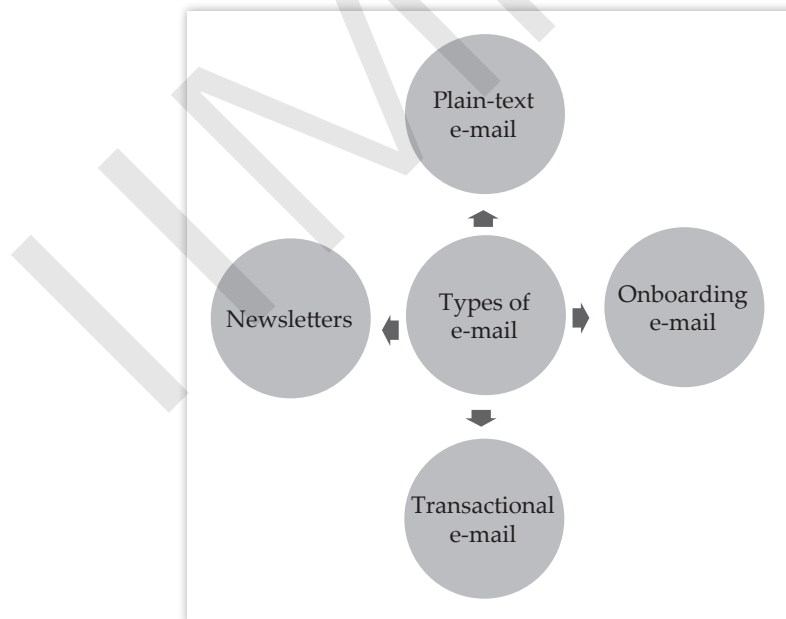 Plain-text
e-mail
Newsletters
Types of
e-mail
Onboarding
e-mail
Transactional
e-mail